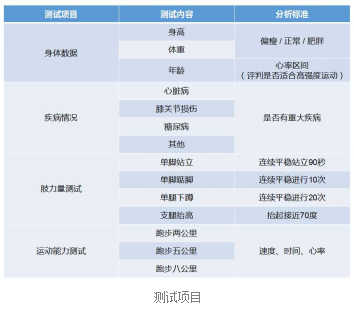 测试项目 测试内容 分析标准
身体数据 身高 偏瘦 / 正常 / 肥胖
体重
年龄 心率区间
（评判是否适合高强度运动）
疾病情况 心脏病 是否有重大疾病
膝关节损伤
糖尿病
其他
肢力量测试 单脚站立 连续平稳站立90秒
单脚踮脚 连续平稳进行10次
单腿下蹲 连续平稳进行20次
支腿抬高 抬起接近70度
运动能力测试 跑步两公里 速度、时间、心率
跑步五公里
跑步八公里
测试项目